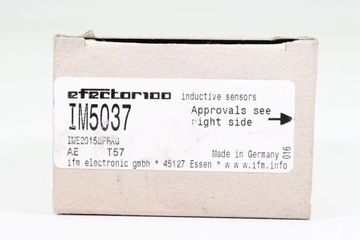 efector100 inductive sensors
IM5037 Approvals see
right side
AE T57
Made in Germany
ifm electronic gmbh * 45127 Essen * www.ifm.info
016